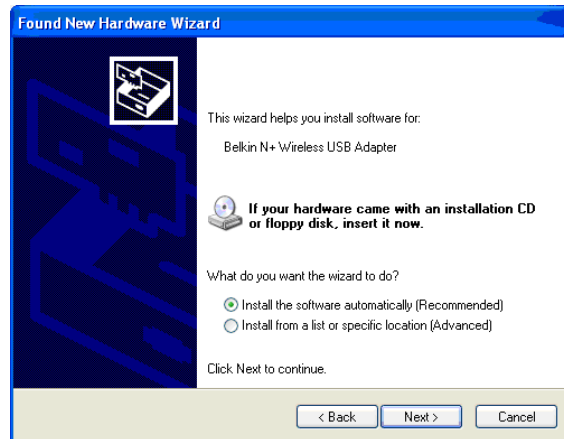 Found New Hardware Wizard
This wizard helps you install software for:
Belkin N+ Wireless USB Adapter
If your hardware came with an installation CD
or floppy disk, insert it now.
What do you want the wizard to do?
Install the software automatically (Recommended)
Install from a list or specific location (Advanced)
Click Next to continue.
< Back Next > Cancel